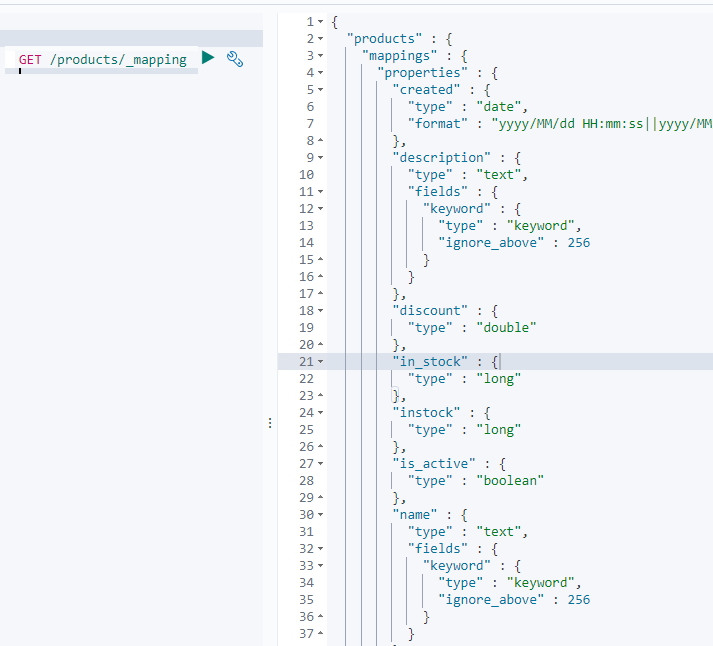 GET /products/_mapping
1 {
2 "products" : {
3 "mappings" : {
4 "properties" : {
5 "created" : {
6 "type" : "date",
7 "format" : "yyyy/MM/dd HH:mm:ss||yyyy/MM
8 },
9 "description" : {
10 "type" : "text",
11 "fields" : {
12 "keyword" : {
13 "type" : "keyword",
14 "ignore_above" : 256
15 }
16 }
17 },
18 "discount" : {
19 "type" : "double"
20 },
21 "in_stock" : {
22 "type" : "long"
23 },
24 "instock" : {
25 "type" : "long"
26 },
27 "is_active" : {
28 "type" : "boolean"
29 },
30 "name" : {
31 "type" : "text",
32 "fields" : {
33 "keyword" : {
34 "type" : "keyword",
35 "ignore_above" : 256
36 }
37 }